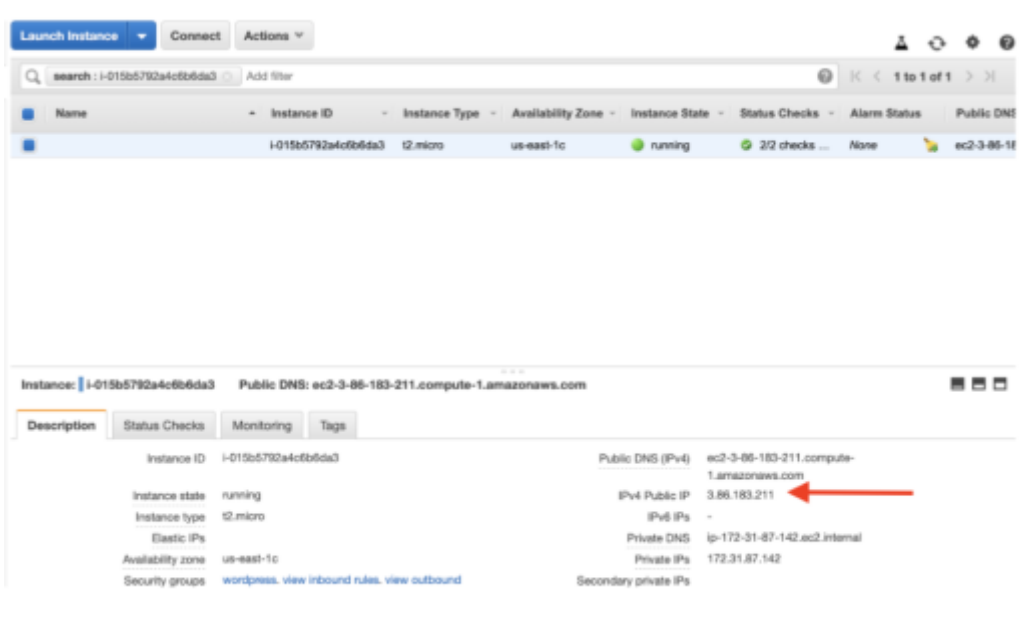 Launch Instance Connect Actions
search : i-015b5792a4c6b6da3 Add filter 1 to 1 of 1
Name Instance ID Instance Type Availability Zone Instance State Status Checks Alarm Status Public DNS
i-015b5792a4c6b6da3 t2.micro us-east-1c running 2/2 checks ... None ec2-3-86-18
Instance: i-015b5792a4c6b6da3 Public DNS: ec2-3-86-183-211.compute-1.amazonaws.com
Description Status Checks Monitoring Tags
Instance ID i-015b5792a4c6b6da3 Public DNS (IPv4) ec2-3-86-183-211.compute-
1.amazonaws.com
Instance state running IPv4 Public IP 3.86.183.211
Instance type t2.micro IPv6 IPs -
Elastic IPs Private DNS ip-172-31-87-142.ec2.internal
Availability zone us-east-1c Private IPs 172.31.87.142
Security groups wordpress. view inbound rules. view outbound Secondary private IPs